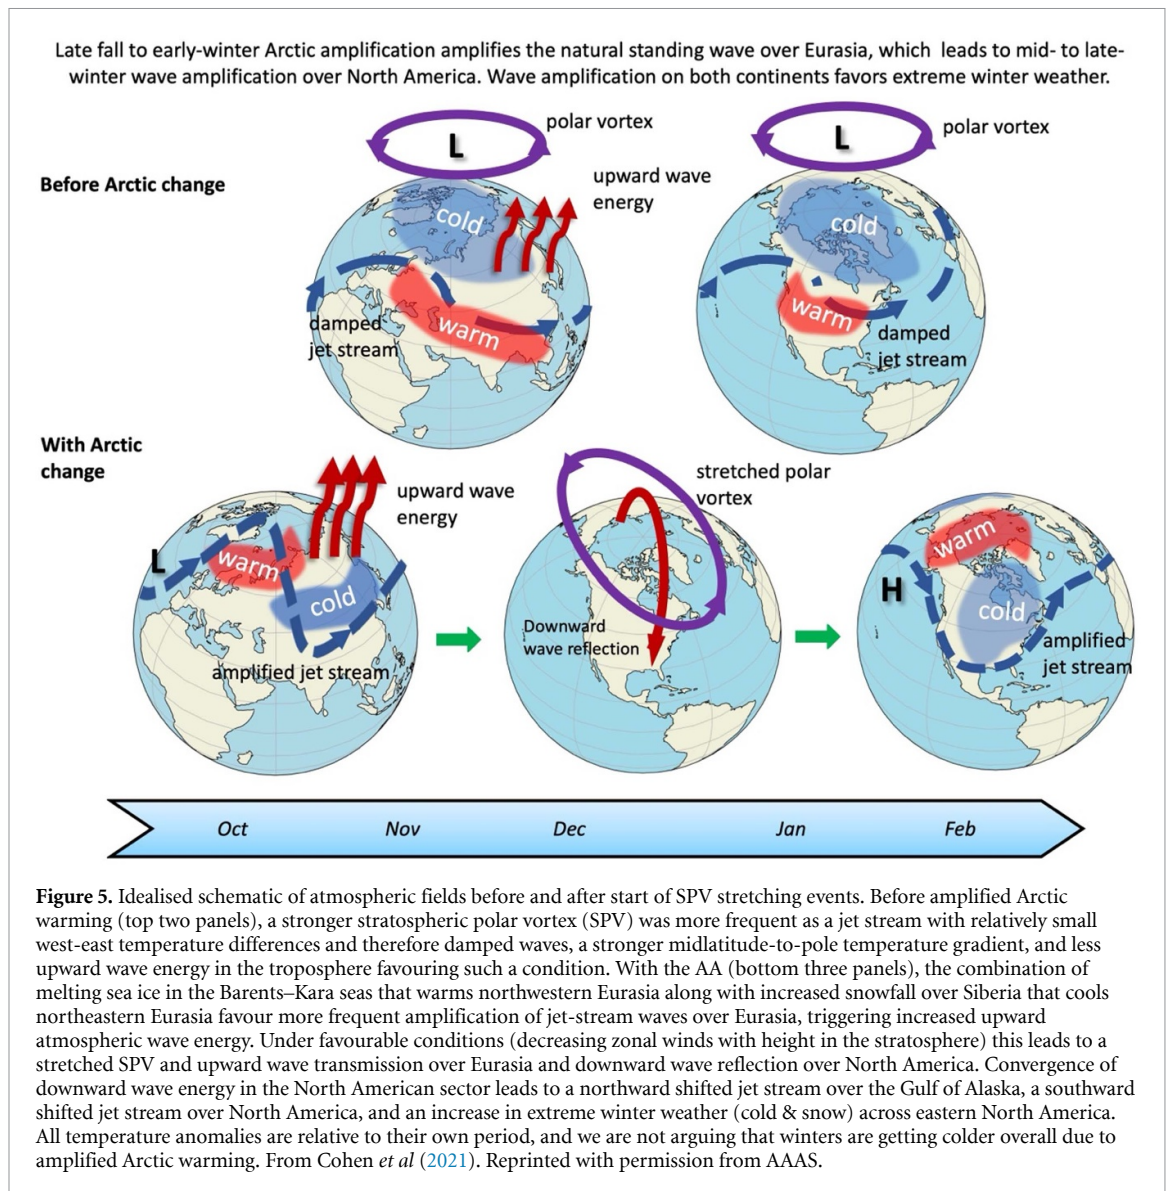 Late fall to early-winter Arctic amplification amplifies the natural standing wave over Eurasia, which leads to mid- to late-
winter wave amplification over North America. Wave amplification on both continents favors extreme winter weather.
polar vortex
L
polar vortex
L
Before Arctic change
upward wave
energy
cold
cold
warm
warm
damped
jet stream
damped
jet stream
With Arctic
change
upward wave
energy
stretched polar
vortex
L
warm
cold
amplified jet stream
Downward
wave reflection
warm
H
cold
amplified
jet stream
Oct
Nov
Dec
Jan
Feb
Figure 5. Idealised schematic of atmospheric fields before and after start of SPV stretching events. Before amplified Arctic
warming (top two panels), a stronger stratospheric polar vortex (SPV) was more frequent as a jet stream with relatively small
west-east temperature differences and therefore damped waves, a stronger midlatitude-to-pole temperature gradient, and less
upward wave energy in the troposphere favouring such a condition. With the AA (bottom three panels), the combination of
melting sea ice in the Barents–Kara seas that warms northwestern Eurasia along with increased snowfall over Siberia that cools
northeastern Eurasia favour more frequent amplification of jet-stream waves over Eurasia, triggering increased upward
atmospheric wave energy. Under favourable conditions (decreasing zonal winds with height in the stratosphere) this leads to a
stretched SPV and upward wave transmission over Eurasia and downward wave reflection over North America. Convergence of
downward wave energy in the North American sector leads to a northward shifted jet stream over the Gulf of Alaska, a southward
shifted jet stream over North America, and an increase in extreme winter weather (cold & snow) across eastern North America.
All temperature anomalies are relative to their own period, and we are not arguing that winters are getting colder overall due to
amplified Arctic warming. From Cohen et al (2021). Reprinted with permission from AAAS.